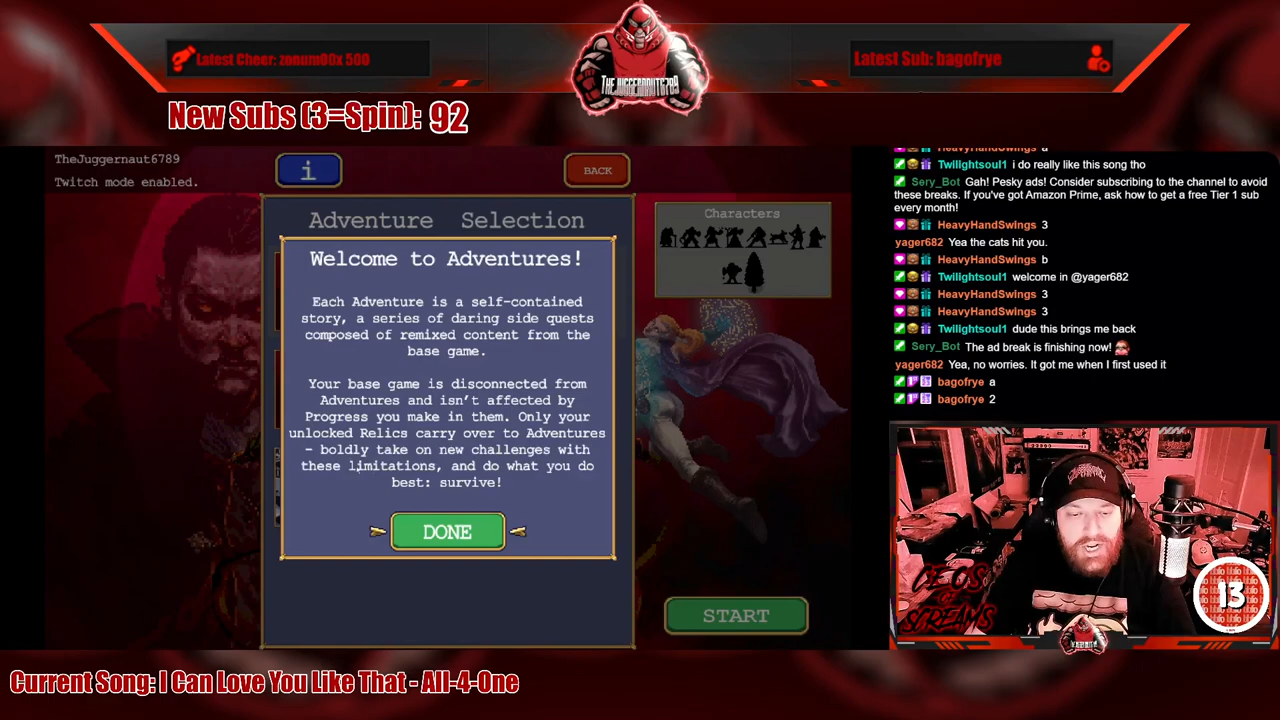 Latest Cheer: zonum00x 500
THEJUGGERNAUT6789
Latest Sub: bagofrye
New Subs (3=Spin): 92
TheJuggernaut6789
Twitch mode enabled.
i
BACK
Adventure Selection
Characters
Welcome to Adventures!
Each Adventure is a self-contained
story, a series of daring side quests
composed of remixed content from the
base game.
Your base game is disconnected from
Adventures and isn't affected by
Progress you make in them. Only your
unlocked Relics carry over to Adventures
- boldly take on new challenges with
these limitations, and do what you do
best: survive!
DONE
START
HeavyHandSwings a
Twilightsoul1 i do really like this song tho
Sery_Bot Gah! Pesky ads! Consider subscribing to the channel to avoid
these breaks. If you've got Amazon Prime, ask how to get a free Tier 1 sub
every month!
HeavyHandSwings 3
yager682 Yea the cats hit you.
HeavyHandSwings b
Twilightsoul1 welcome in @yager682
HeavyHandSwings 3
HeavyHandSwings 3
Twilightsoul1 dude this brings me back
Sery_Bot The ad break is finishing now!
yager682 Yea, no worries. It got me when I first used it
bagofrye a
bagofrye 2
SCREAMS
13
Current Song: I Can Love You Like That - All-4-One